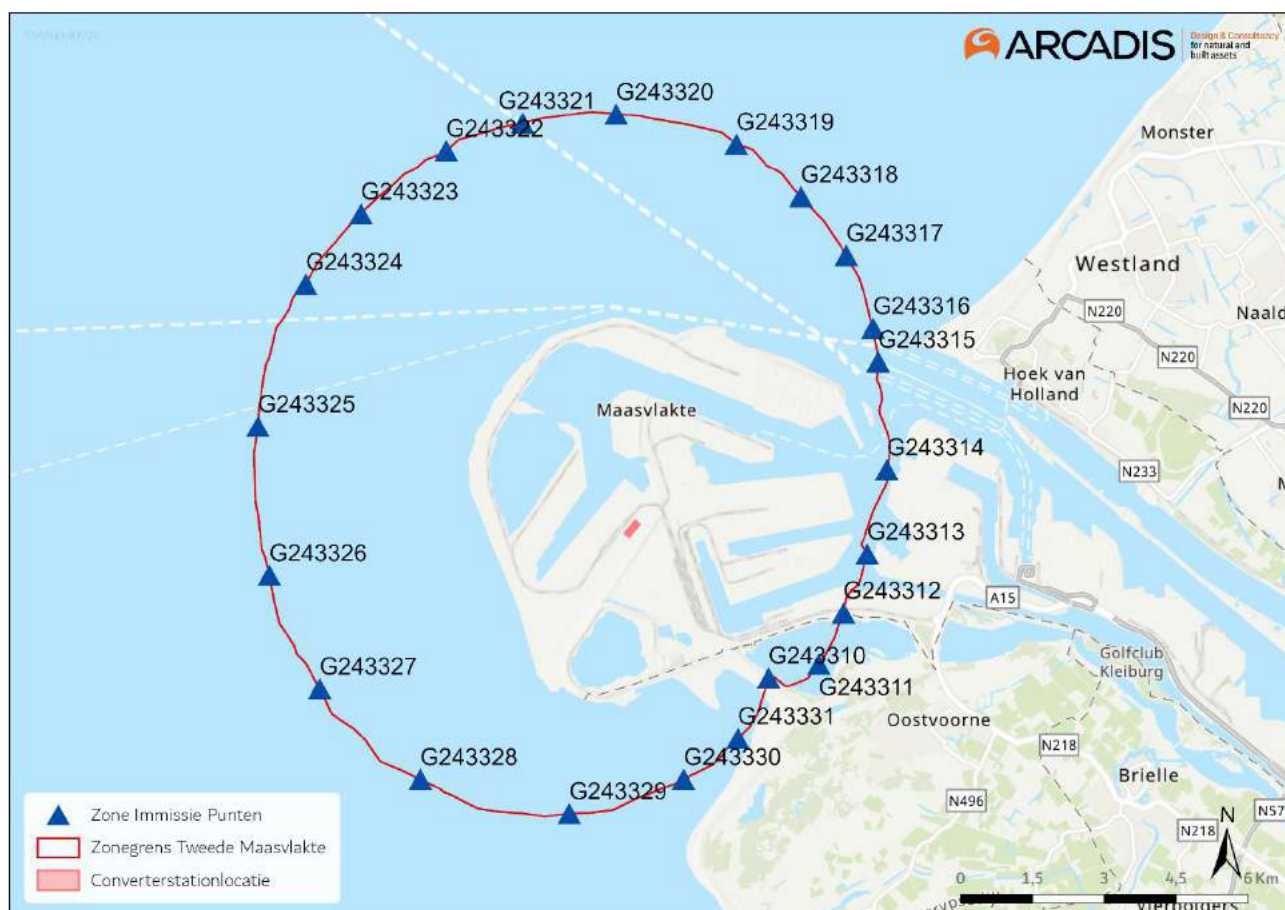 ARCADIS
Design & Consultancy
for natural and
built assets
G243320
G243321
G243322
G243319
Monster
G243318
G243323
G243317
Westland
G243324
G243316
N220
Naald
G243315
N220
Hoek van
Holland
G243325
Maasvlakte
N220
G243314
N233
G243313
G243326
G243312
A15
Golfclub
Kleiburg
G243310
G243327
G243311
Oostvoorne
G243331
N218
G243328
G243330
Brielle
G243329
N496
N
N57
N218
Zone Immissie Punten
Zonegrens Tweede Maasvlakte
Converterstationlocatie
0 1,5 3 4,5 6 Km